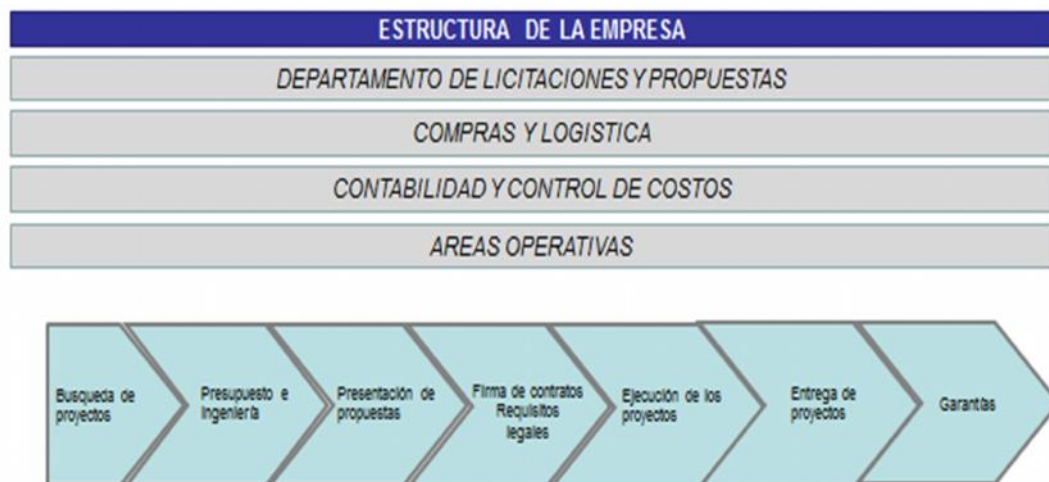 ESTRUCTURA DE LA EMPRESA
DEPARTAMENTO DE LICITACIONES Y PROPUESTAS
COMPRAS Y LOGISTICA
CONTABILIDAD Y CONTROL DE COSTOS
AREAS OPERATIVAS
Busqueda de
proyectos
Presupuesto e
Ingeniería
Presentación de
propuestas
Firma de contratos
Requisitos
legales
Ejecución de los
proyectos
Entrega de
proyectos
Garantías